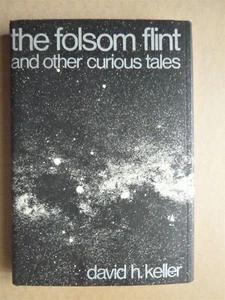 the folsom flint
and other curious tales
david h. keller